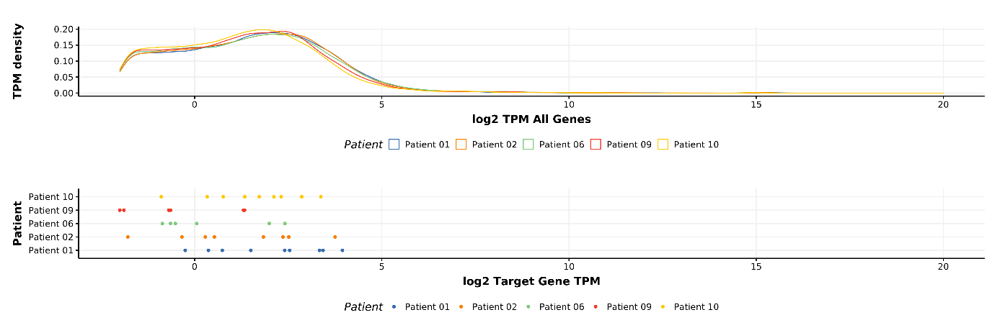 TPM density
0.20
0.15
0.10
0.05
0.00
0 5 10 15 20
log2 TPM All Genes
Patient Patient 01 Patient 02 Patient 06 Patient 09 Patient 10
Patient
Patient 10
Patient 09
Patient 06
Patient 02
Patient 01
0 5 10 15 20
log2 Target Gene TPM
Patient Patient 01 Patient 02 Patient 06 Patient 09 Patient 10